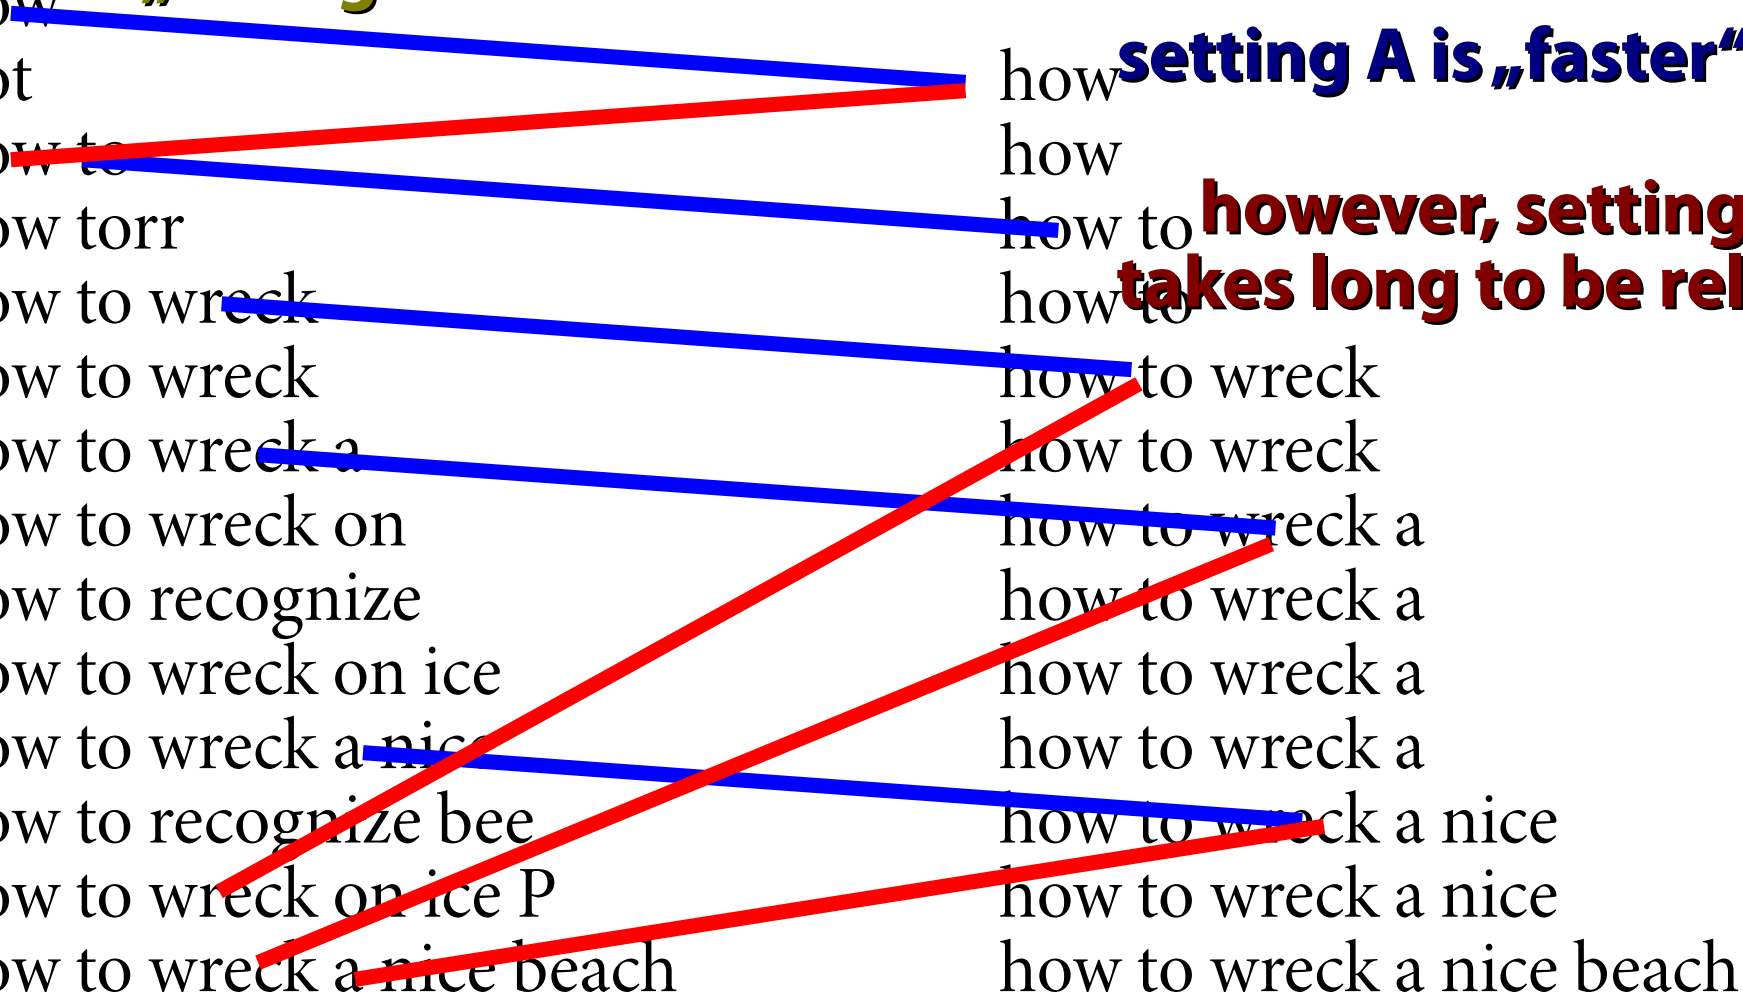 ow
ot
ow to
ow torr
ow to wreck
ow to wreck
ow to wreck a
ow to wreck on
ow to recognize
ow to wreck on ice
ow to wreck a nice
ow to recognize bee
ow to wreck on ice P
ow to wreck a nice beach
setting A is „faster“
how
how
however, setting
how to
takes long to be rel
how to
how to wreck
how to wreck
how to wreck a
how to wreck a
how to wreck a
how to wreck a
how to wreck a nice
how to wreck a nice
how to wreck a nice beach